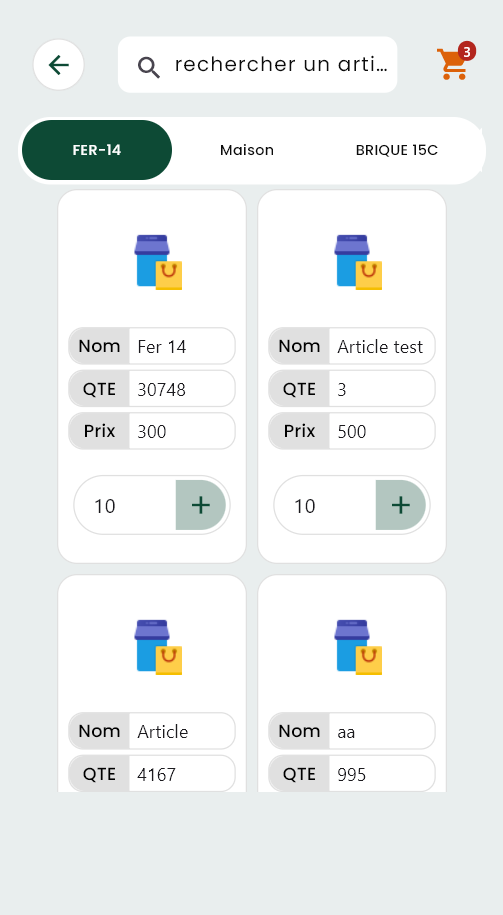 rechercher un arti...
3
FER-14 Maison BRIQUE 15C
Nom Fer 14
QTE 30748
Prix 300
10 +
Nom Article test
QTE 3
Prix 500
10 +
Nom Article
QTE 4167
Nom aa
QTE 995